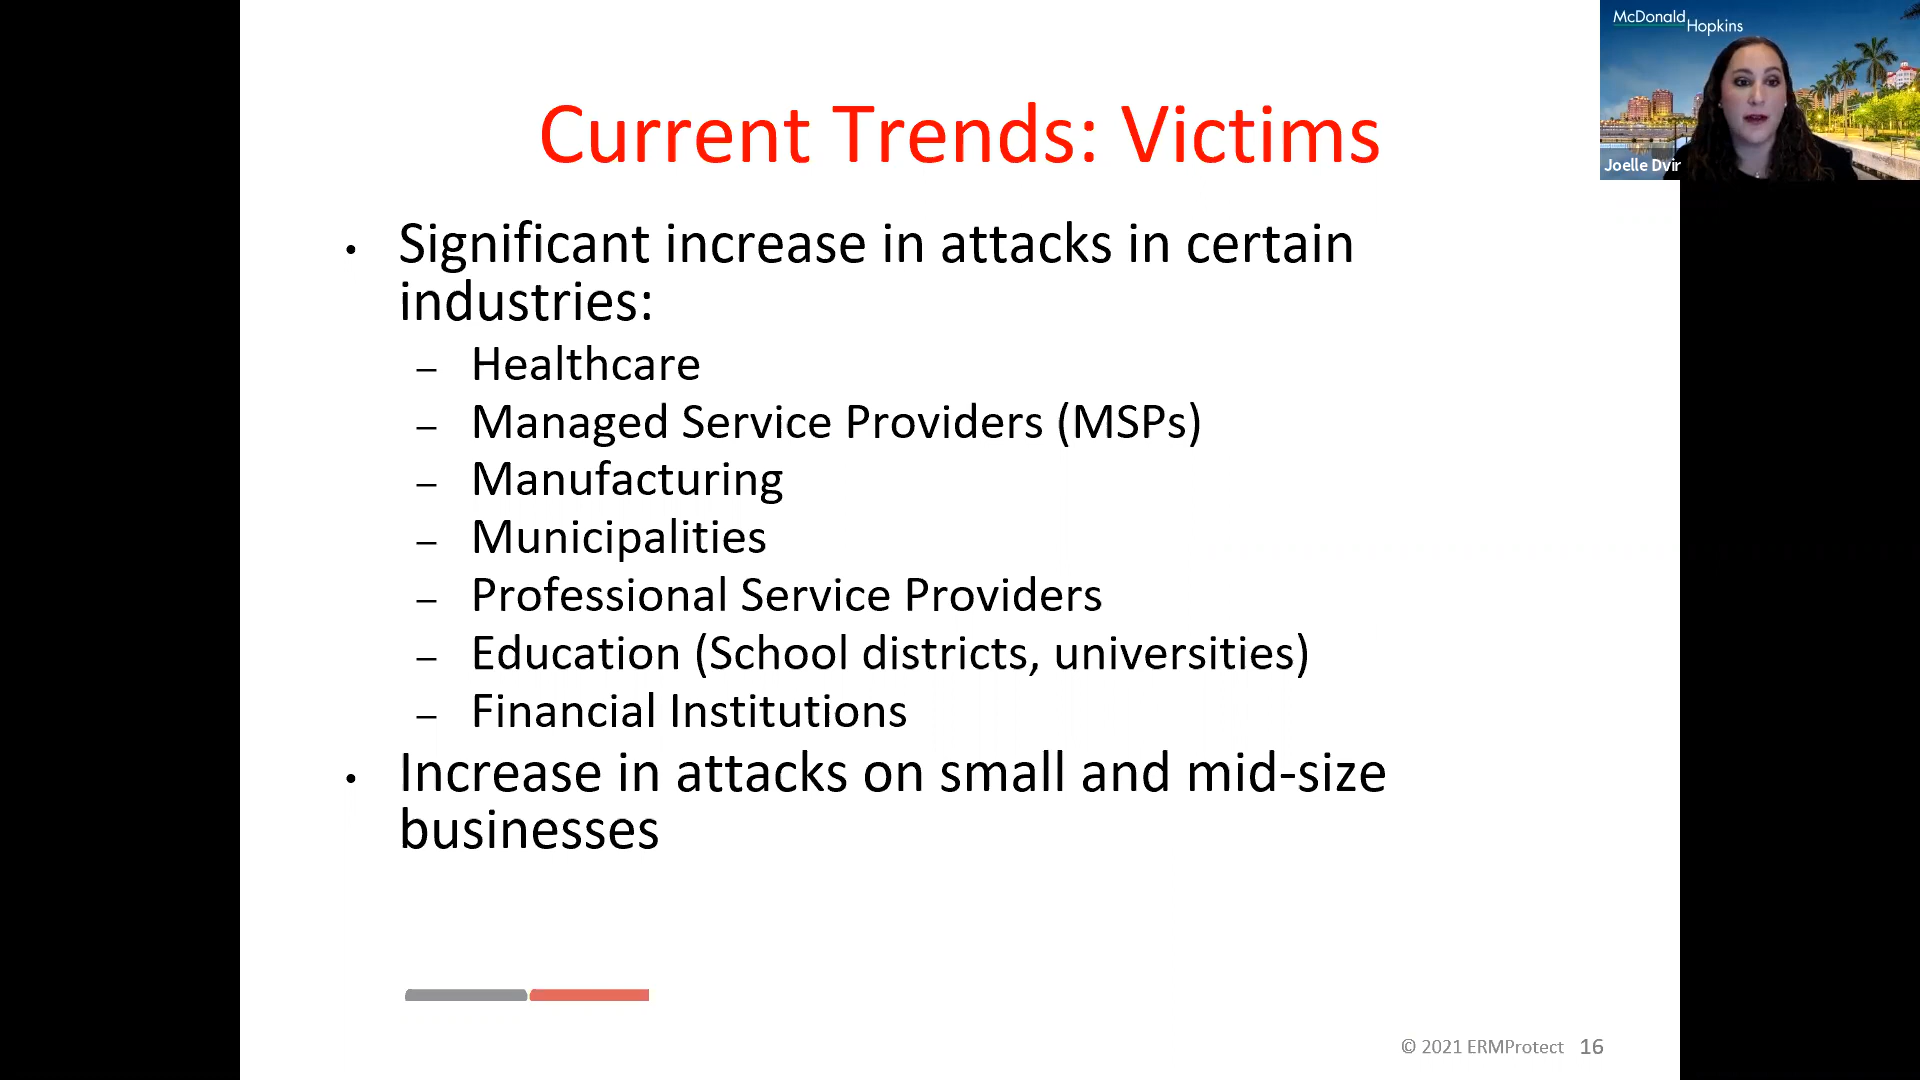 McDonald
Hopkins
Joelle Dvir
Current Trends: Victims
• Significant increase in attacks in certain
industries:
– Healthcare
– Managed Service Providers (MSPs)
– Manufacturing
– Municipalities
– Professional Service Providers
– Education (School districts, universities)
– Financial Institutions
• Increase in attacks on small and mid-size
businesses
© 2021 ERMProtect 16